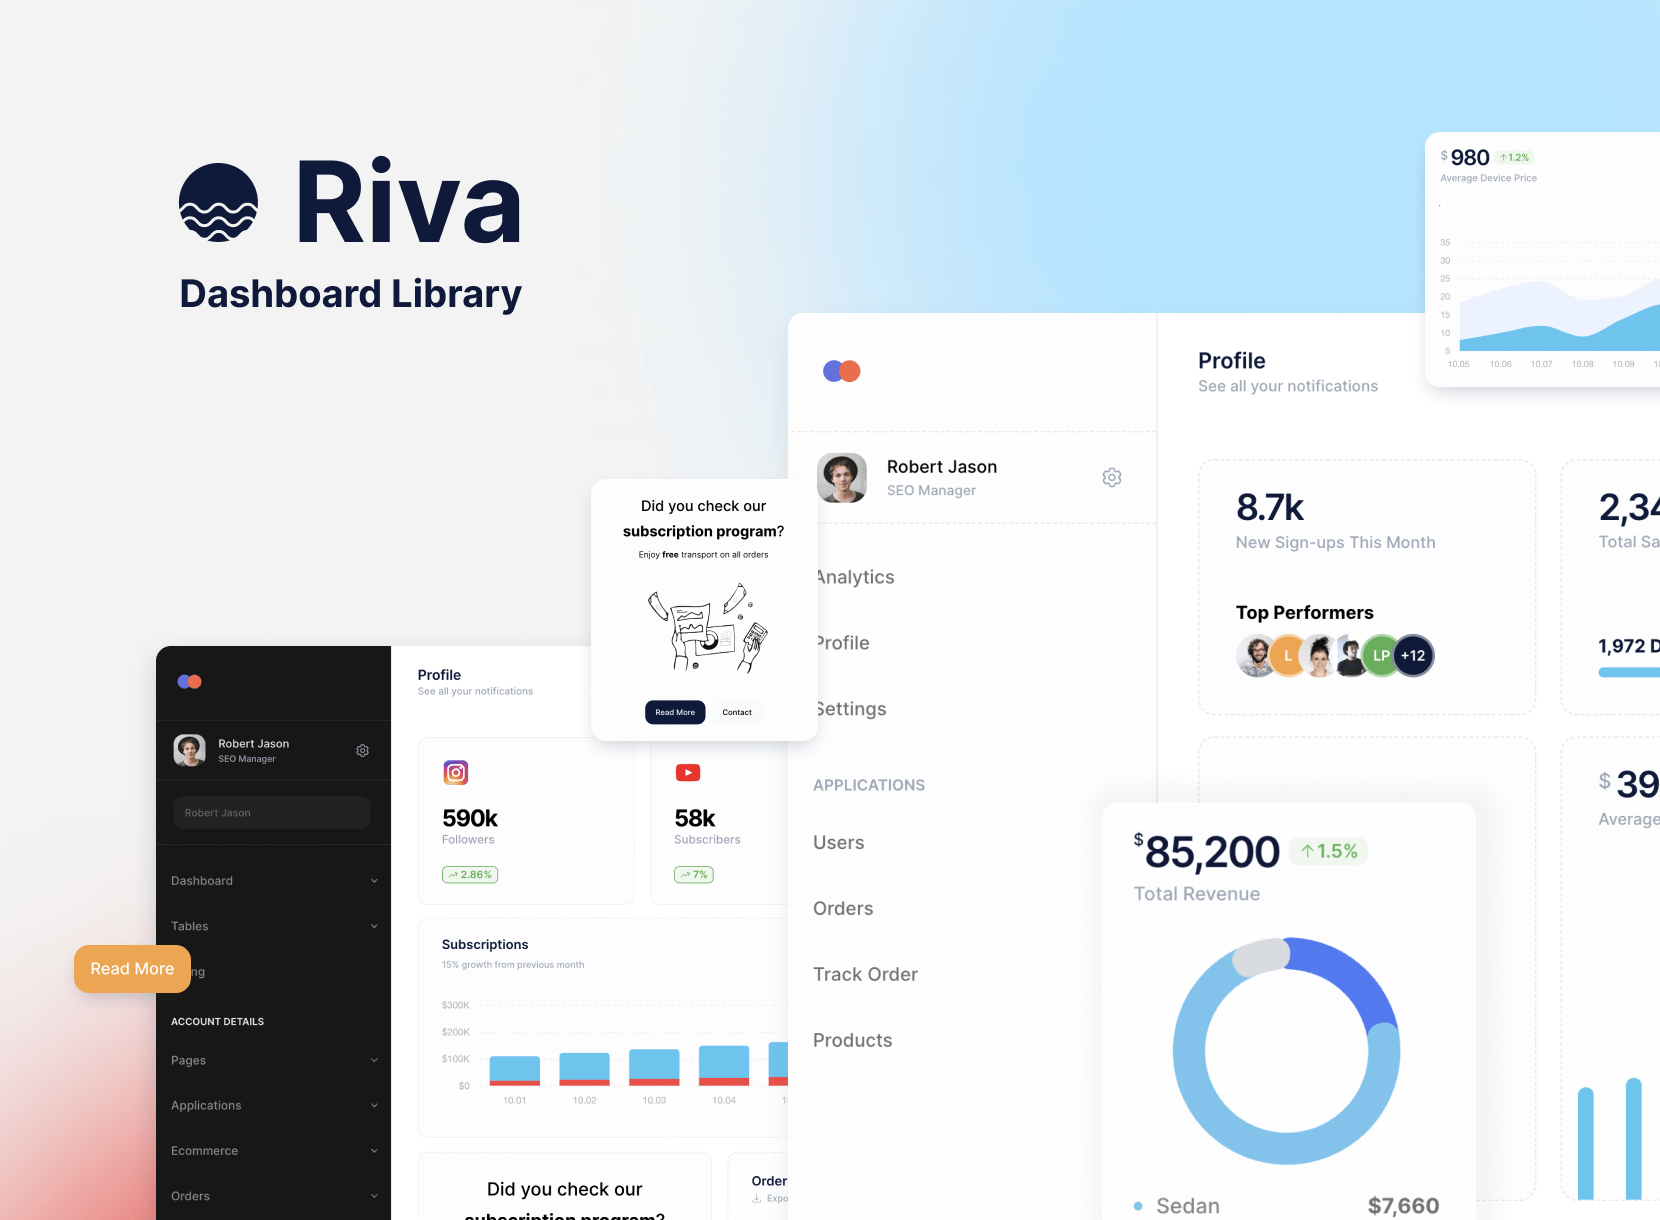 Riva
Dashboard Library
$980 ↑1.2%
Average Device Price
35
30
25
20
15
10
5
10.05 10.06 10.07 10.08 10.09
Profile
See all your notifications
Robert Jason
SEO Manager
Analytics
Profile
Settings
APPLICATIONS
Users
Orders
Track Order
Products
8.7k
New Sign-ups This Month
Top Performers
L
LP
+12
2,34
Total Sa
1,972 D
$39
Average
$85,200 ↑1.5%
Total Revenue
Sedan $7,660
Did you check our
subscription program?
Enjoy free transport on all orders
Read More Contact
Robert Jason
SEO Manager
Robert Jason
Dashboard
Tables
ng
Read More
ACCOUNT DETAILS
Pages
Applications
Ecommerce
Orders
Profile
See all your notifications
590k
Followers
2.86%
58k
Subscribers
7%
Subscriptions
15% growth from previous month
$300K
$200K
$100K
$0
10.01 10.02 10.03 10.04
Did you check our
subscription program?
Order
Expo